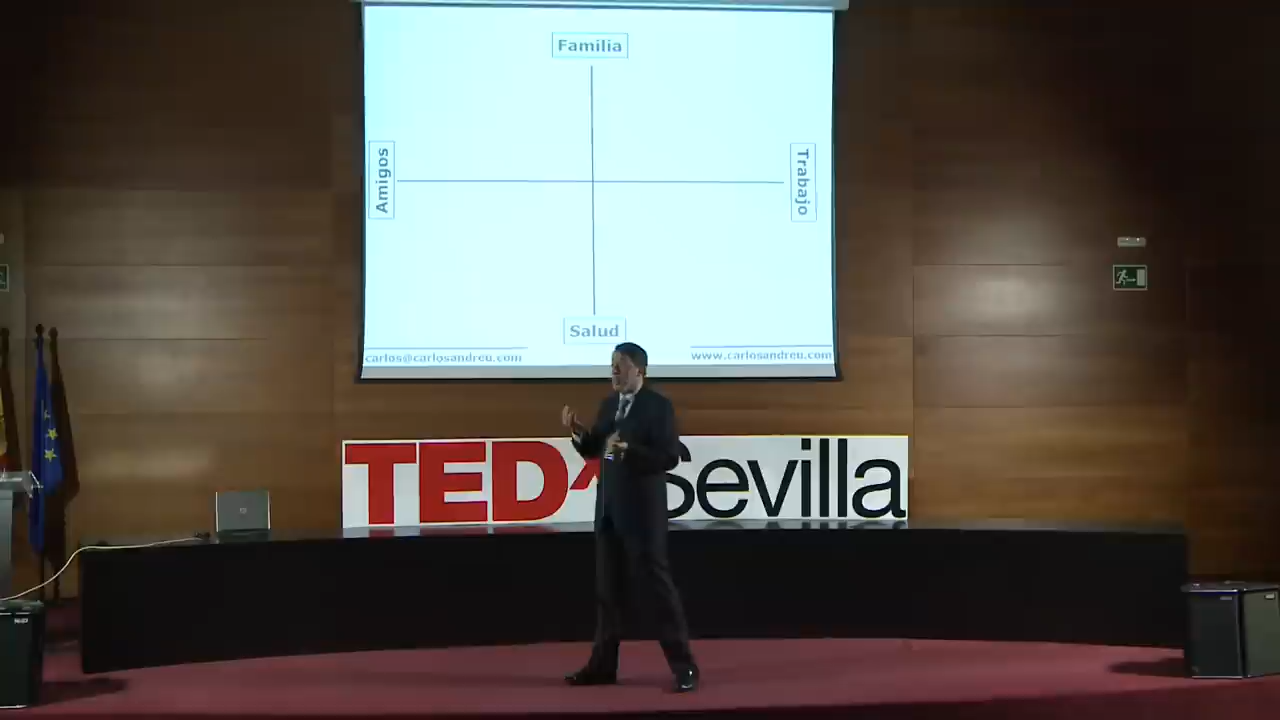 Familia
Amigos
Trabajo
Salud
carlos@carlosandreu.com
www.carlosandreu.com
TEDx Sevilla